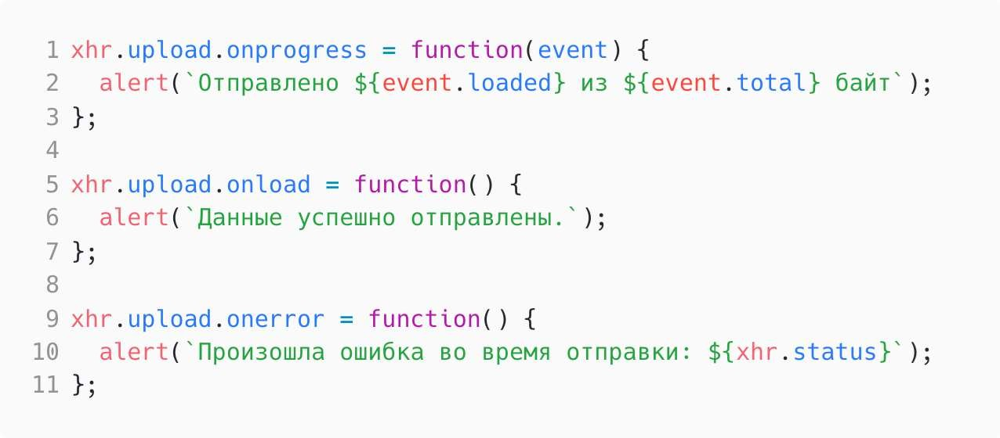 1 xhr.upload.onprogress = function(event) {
2   alert(`Отправлено ${event.loaded} из ${event.total} байт`);
3 };
4
5 xhr.upload.onload = function() {
6   alert(`Данные успешно отправлены.`);
7 };
8
9 xhr.upload.onerror = function() {
10   alert(`Произошла ошибка во время отправки: ${xhr.status}`);
11 };